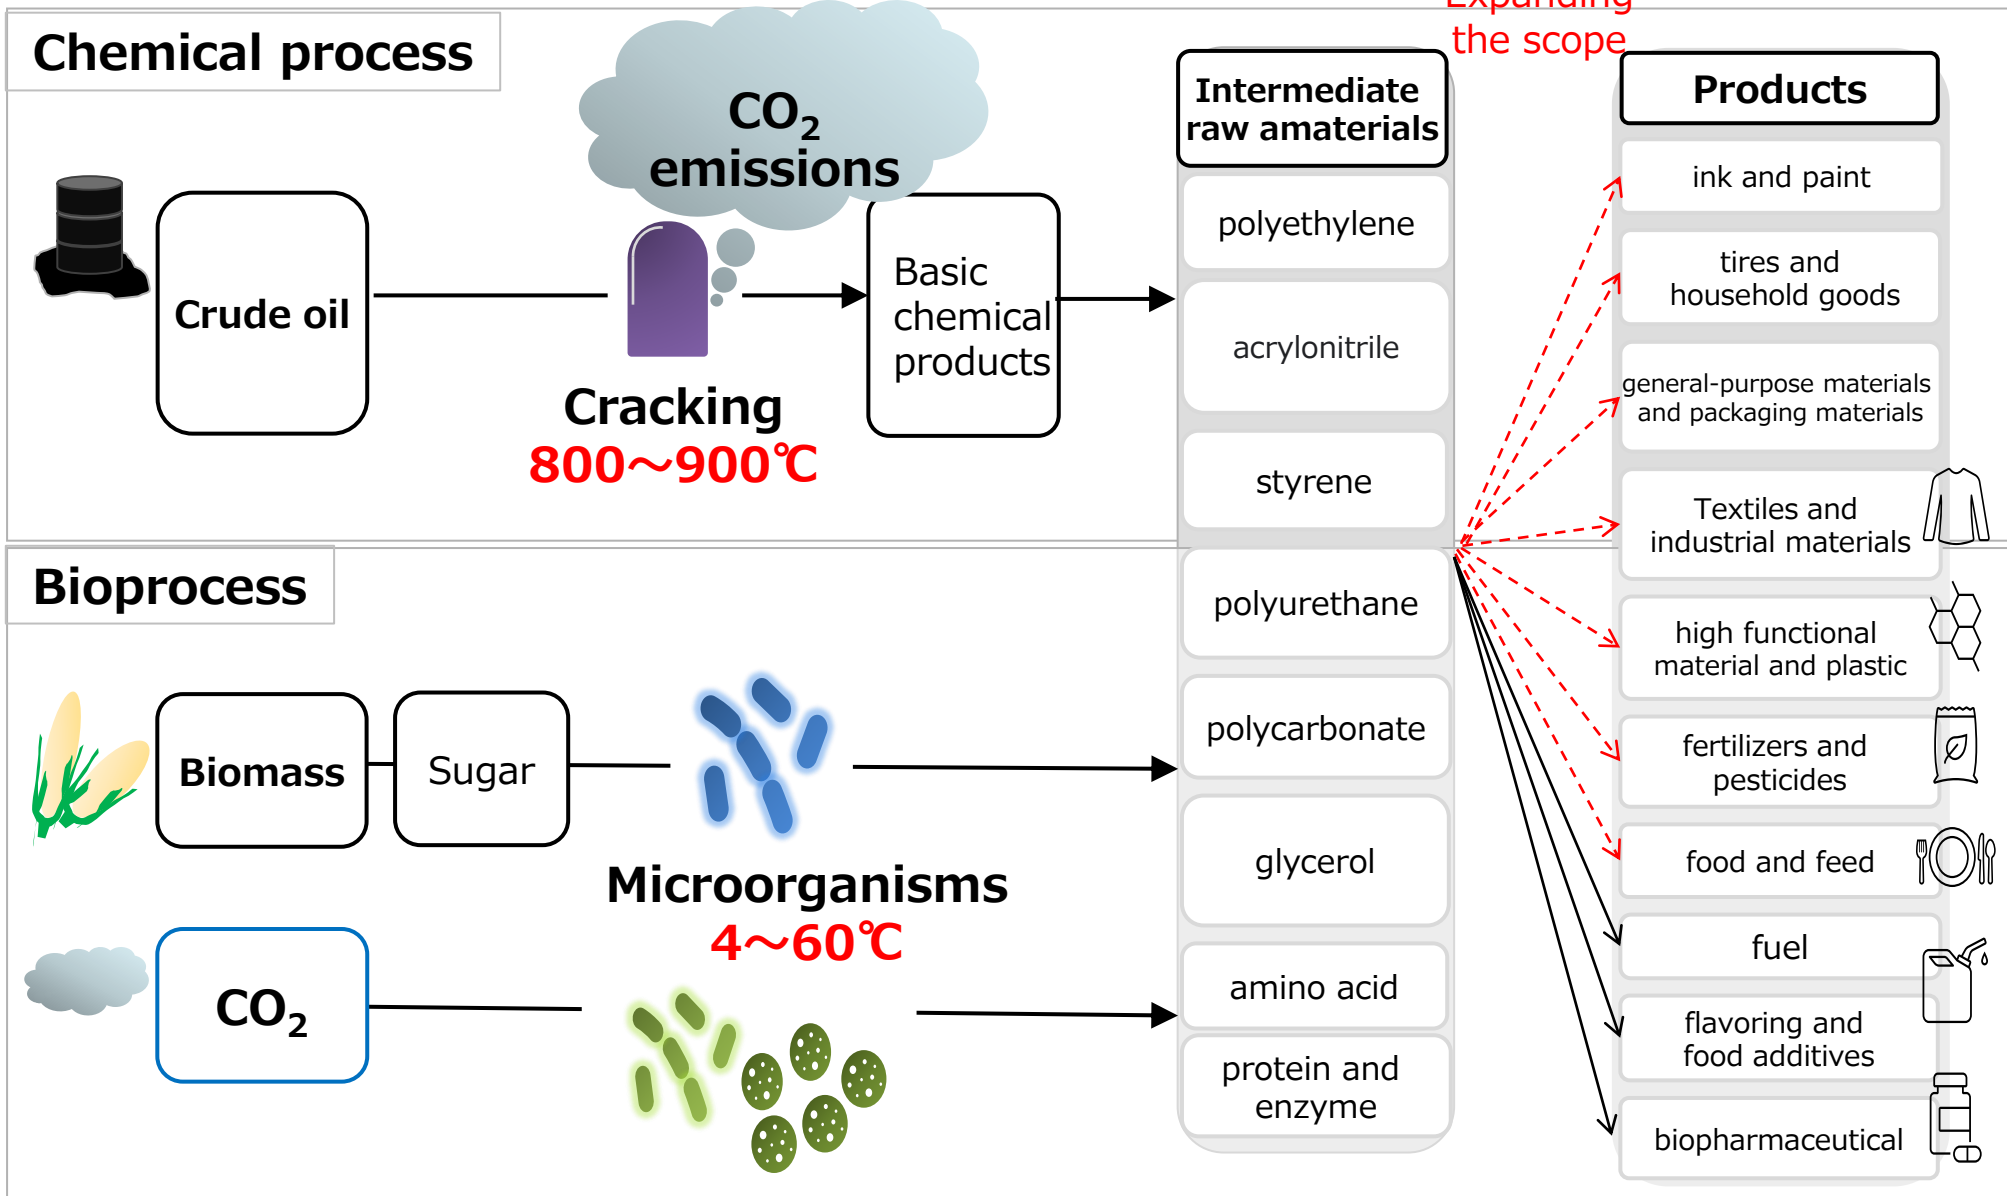 Chemical process
CO₂
emissions
Crude oil
Cracking
800～900℃
Basic
chemical
products
Expanding
the scope
Intermediate
raw amaterials
polyethylene
acrylonitrile
styrene
polyurethane
polycarbonate
glycerol
amino acid
protein and
enzyme
Products
ink and paint
tires and
household goods
general-purpose materials
and packaging materials
Textiles and
industrial materials
high functional
material and plastic
fertilizers and
pesticides
food and feed
fuel
flavoring and
food additives
biopharmaceutical
Bioprocess
Biomass
Sugar
Microorganisms
4～60℃
CO₂